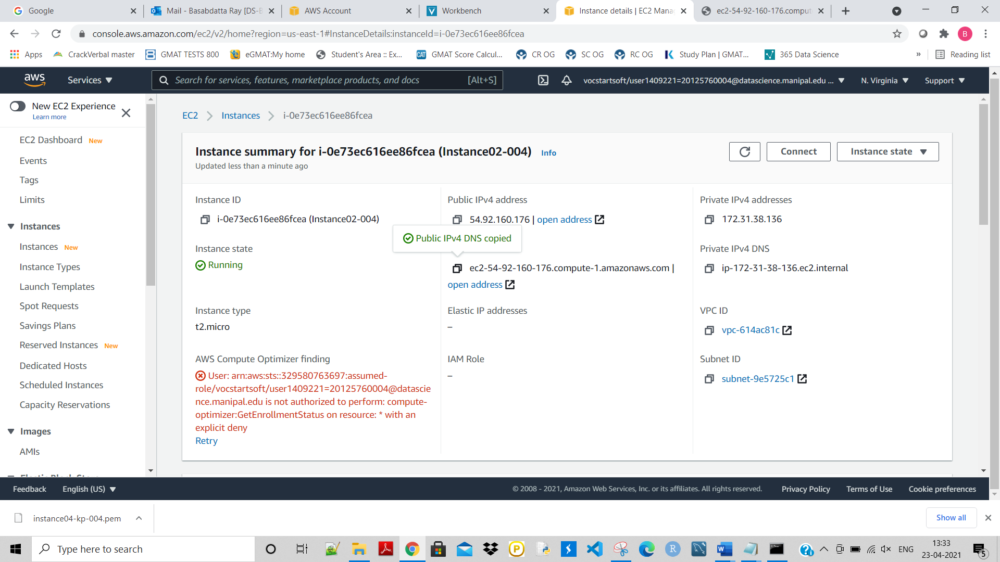 Google
Mail - Basabdatta Ray [DS-B
AWS Account
Workbench
Instance details | EC2 Mana
ec2-54-92-160-176.comput
console.aws.amazon.com/ec2/v2/home?region=us-east-1#InstanceDetails:instanceId=i-0e73ec616ee86fcea
B
Apps
CrackVerbal master
GMAT TESTS 800
eGMAT:My home
Student's Area :: Ex...
CAT
GMAT Score Calcul...
CR OG
SC OG
RC OG
Study Plan | GMAT...
365 Data Science
»
Reading list
aws
Services
Search for services, features, marketplace products, and docs
[Alt+S]
vocstartsoft/user1409221=20125760004@datascience.manipal.edu ...
N. Virginia
Support
New EC2 Experience
Learn more
EC2 Dashboard New
Events
Tags
Limits
Instances
Instances New
Instance Types
Launch Templates
Spot Requests
Savings Plans
Reserved Instances New
Dedicated Hosts
Scheduled Instances
Capacity Reservations
Images
AMIs
EC2
Instances
i-0e73ec616ee86fcea
Instance summary for i-0e73ec616ee86fcea (Instance02-004) Info
Updated less than a minute ago
Connect
Instance state
Instance ID
i-0e73ec616ee86fcea (Instance02-004)
Instance state
Running
Instance type
t2.micro
AWS Compute Optimizer finding
User: arn:aws:sts::329580763697:assumed-
role/vocstartsoft/user1409221=20125760004@datascie
nce.manipal.edu is not authorized to perform: compute-
optimizer:GetEnrollmentStatus on resource: * with an
explicit deny
Retry
Public IPv4 address
54.92.160.176 | open address
Public IPv4 DNS copied
ec2-54-92-160-176.compute-1.amazonaws.com |
open address
Elastic IP addresses
–
IAM Role
–
Private IPv4 addresses
172.31.38.136
Private IPv4 DNS
ip-172-31-38-136.ec2.internal
VPC ID
vpc-614ac81c
Subnet ID
subnet-9e5725c1
Feedback
English (US)
© 2008 - 2021, Amazon Web Services, Inc. or its affiliates. All rights reserved.
Privacy Policy
Terms of Use
Cookie preferences
instance04-kp-004.pem
Show all
Type here to search
ENG
13:33
23-04-2021
5